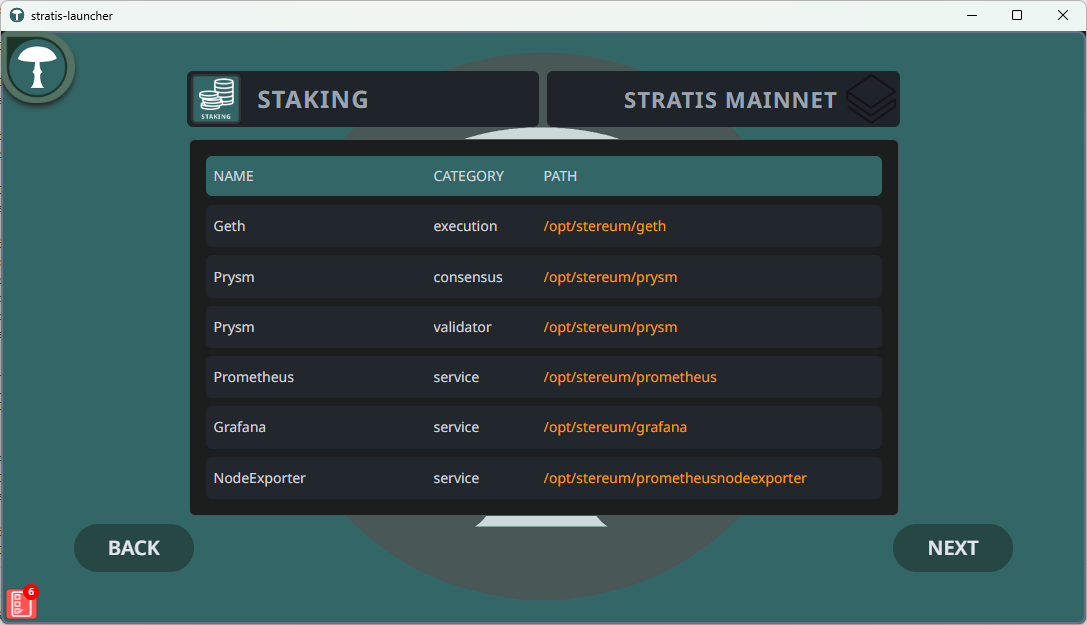 stratis-launcher
STAKING
STAKING
STRATIS MAINNET
NAME CATEGORY PATH
Geth execution /opt/stereum/geth
Prysm consensus /opt/stereum/prysm
Prysm validator /opt/stereum/prysm
Prometheus service /opt/stereum/prometheus
Grafana service /opt/stereum/grafana
NodeExporter service /opt/stereum/prometheusnodeexporter
BACK
NEXT
6